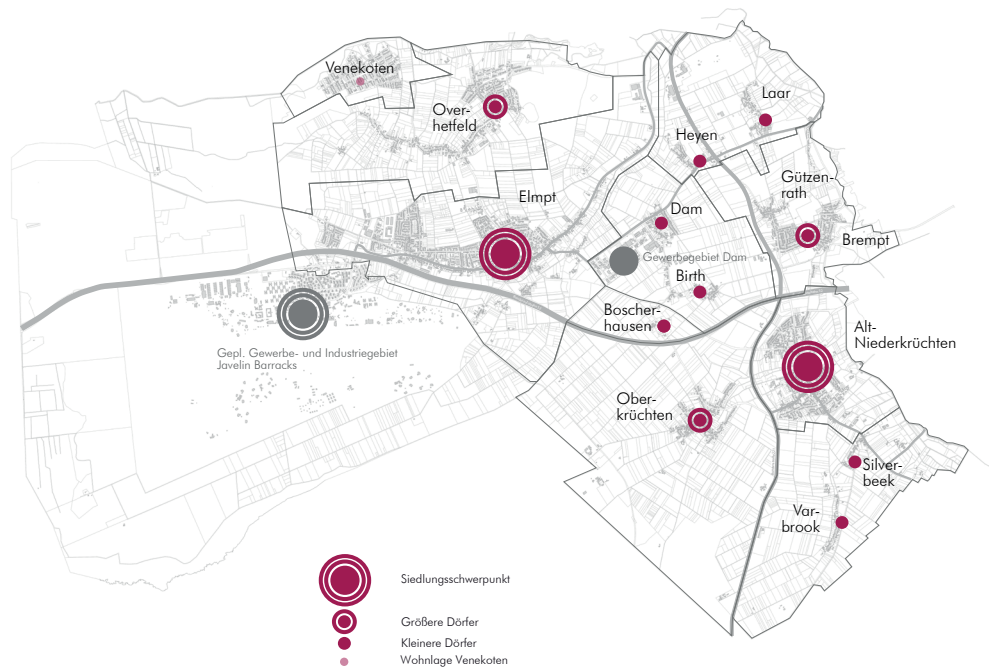 Venekoten
Over-
hetfeld
Laar
Heyen
Gützen-
rath
Elmpt
Dam
Brempt
Gewerbegebiet Dam
Birth
Boscher-
hausen
Alt-
Niederkrüchten
Gepl. Gewerbe- und Industriegebiet
Javelin Barracks
Ober-
krüchten
Silver-
beek
Var-
brook
Siedlungsschwerpunkt
Größere Dörfer
Kleinere Dörfer
Wohnlage Venekoten